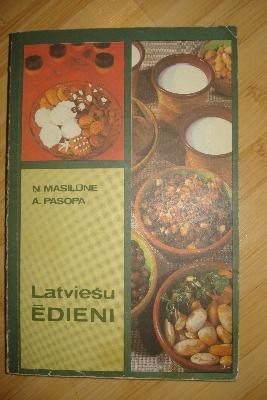 N. MASILŪNE
A. PASOPA
Latviešu
ĒDIENI